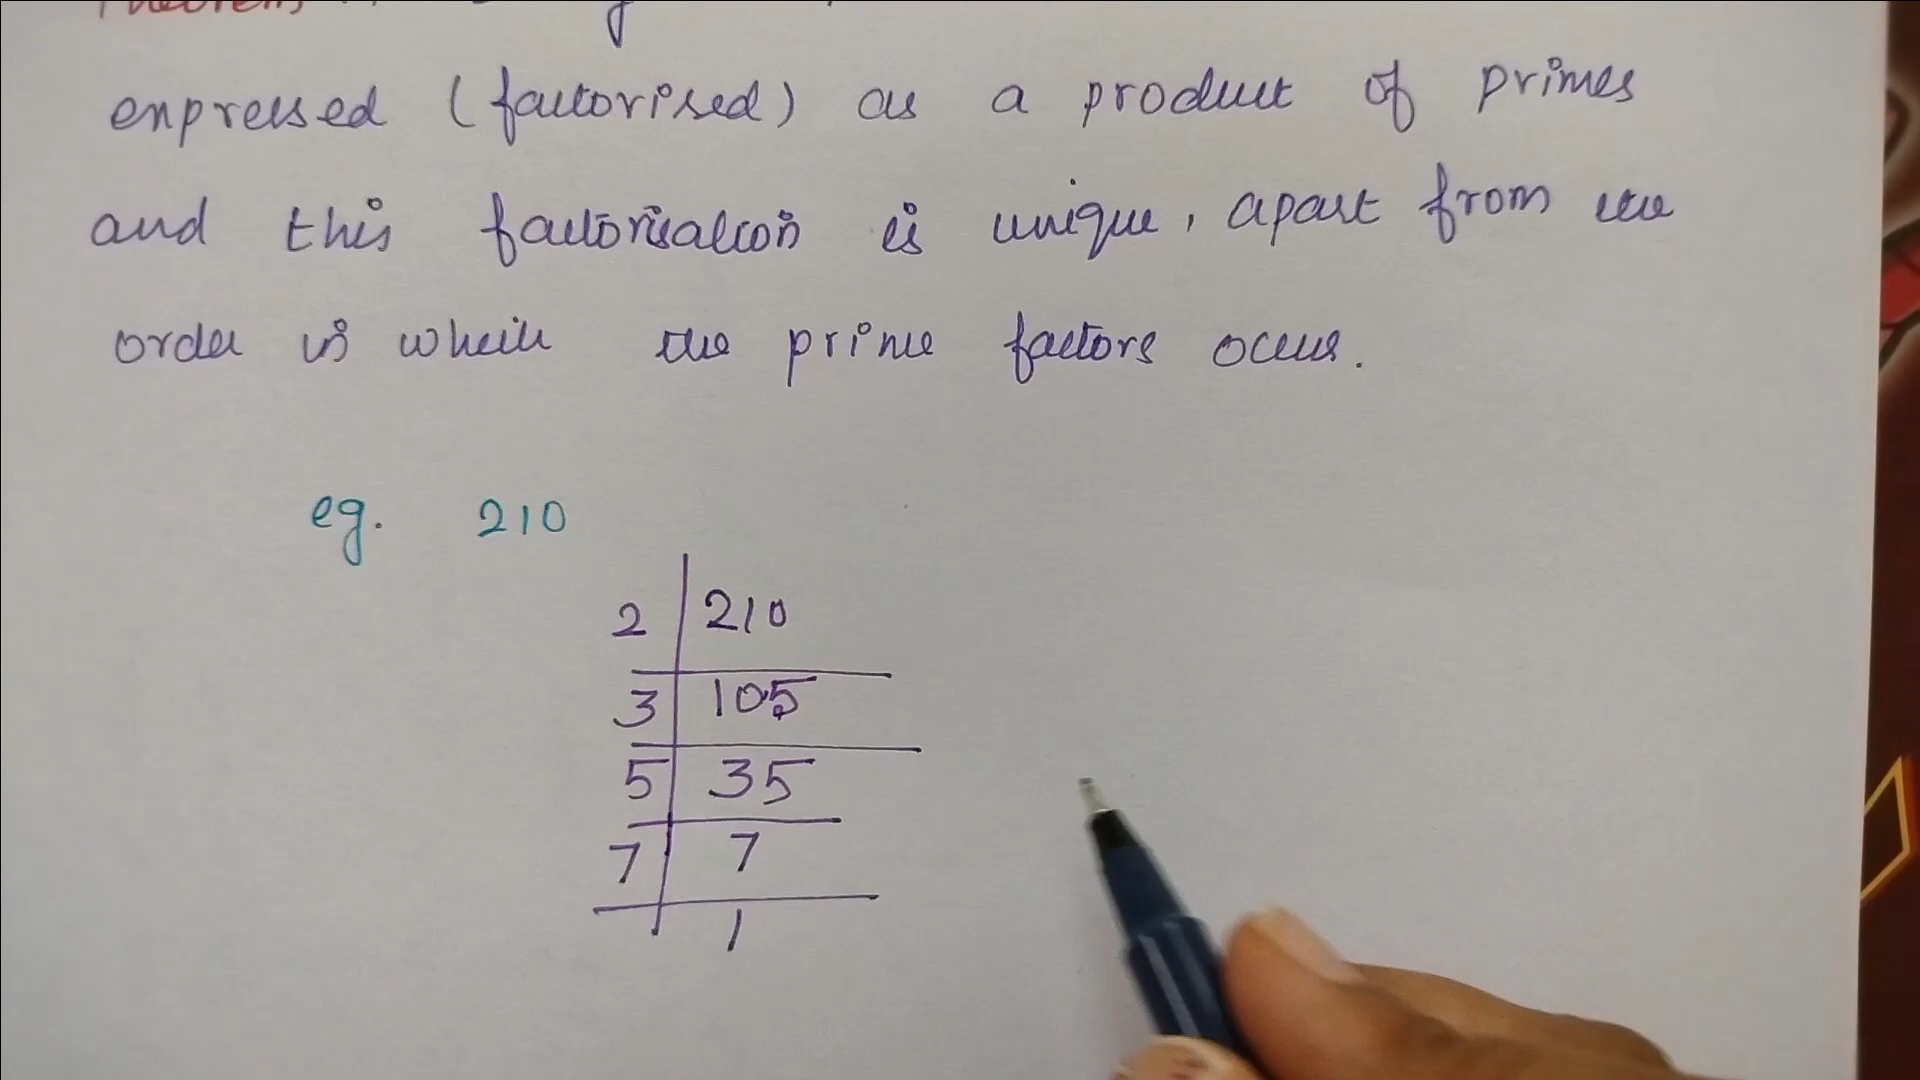 Theorem
expressed (factorised) as a product of primes
and this factorisation is unique, apart from the
order in which the prime factors occur.
eg. 210
2 210
3 105
5 35
7 7
1